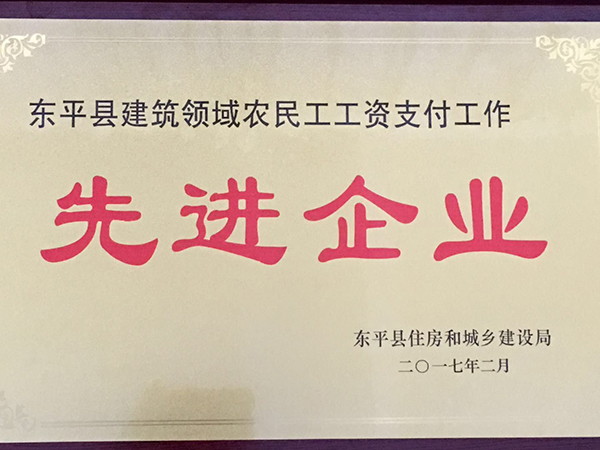 东平县建筑领域农民工工资支付工作
先进企业
东平县住房和城乡建设局
二〇一七年二月